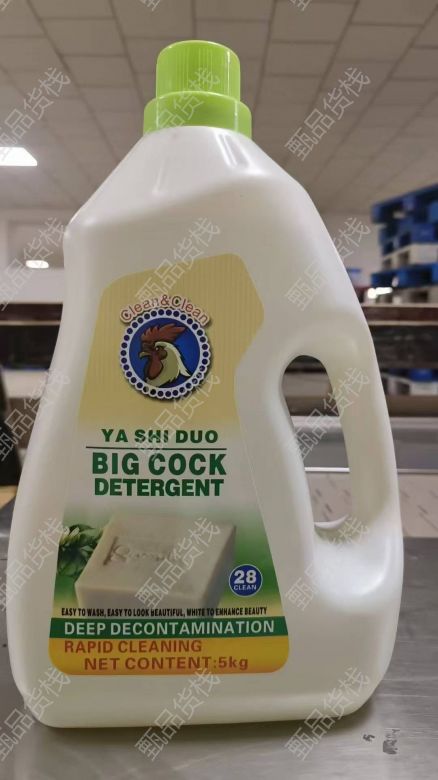 Clean&Clean
YA SHI DUO
BIG COCK
DETERGENT
28
CLEAN
EASY TO WASH, EASY TO LOOK BEAUTIFUL, WHITE TO ENHANCE BEAUTY
DEEP DECONTAMINATION
RAPID CLEANING
NET CONTENT:5kg
甄品货栈